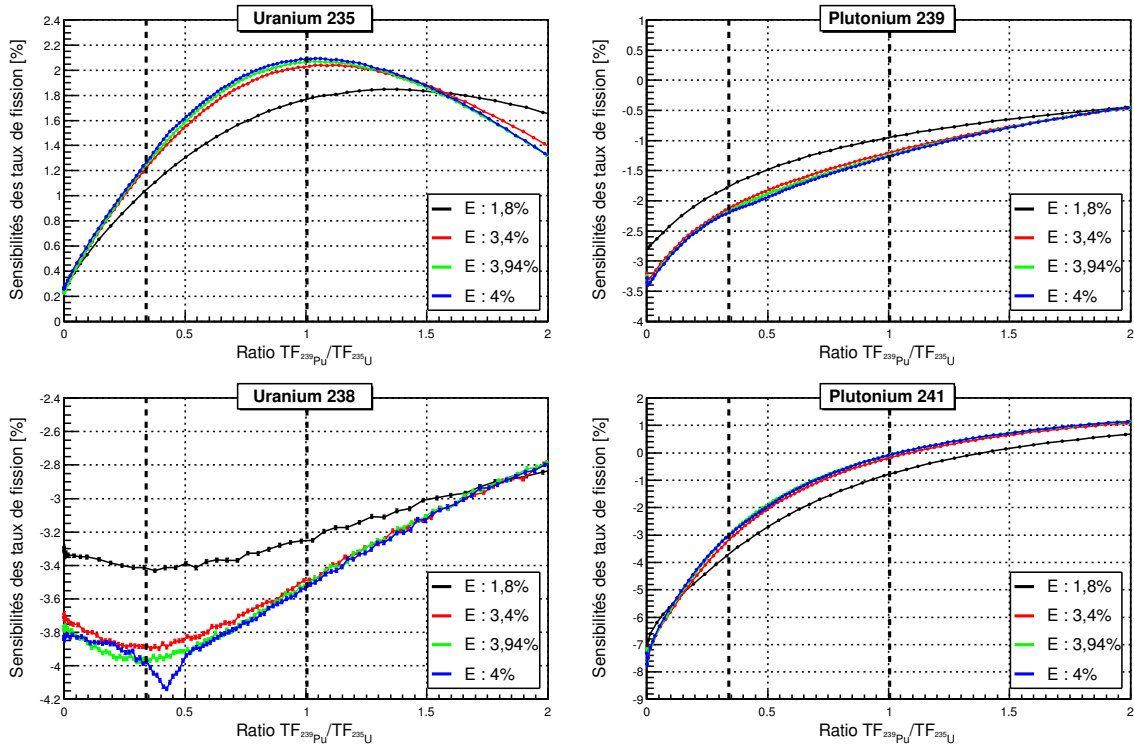 Uranium 235
Sensibilités des taux de fission [%]
2.4
2.2
2
1.8
1.6
1.4
1.2
1
0.8
0.6
0.4
0.2
0
0
0.5
1
1.5
2
E : 1,8%
E : 3,4%
E : 3,94%
E : 4%
Ratio TF239Pu/TF235U
Plutonium 239
Sensibilités des taux de fission [%]
1
0.5
0
-0.5
-1
-1.5
-2
-2.5
-3
-3.5
-4
0
0.5
1
1.5
2
E : 1,8%
E : 3,4%
E : 3,94%
E : 4%
Ratio TF239Pu/TF235U
Uranium 238
Sensibilités des taux de fission [%]
-2.4
-2.6
-2.8
-3
-3.2
-3.4
-3.6
-3.8
-4
-4.2
0
0.5
1
1.5
2
E : 1,8%
E : 3,4%
E : 3,94%
E : 4%
Ratio TF239Pu/TF235U
Plutonium 241
Sensibilités des taux de fission [%]
2
1
0
-1
-2
-3
-4
-5
-6
-7
-8
-9
0
0.5
1
1.5
2
E : 1,8%
E : 3,4%
E : 3,94%
E : 4%
Ratio TF239Pu/TF235U